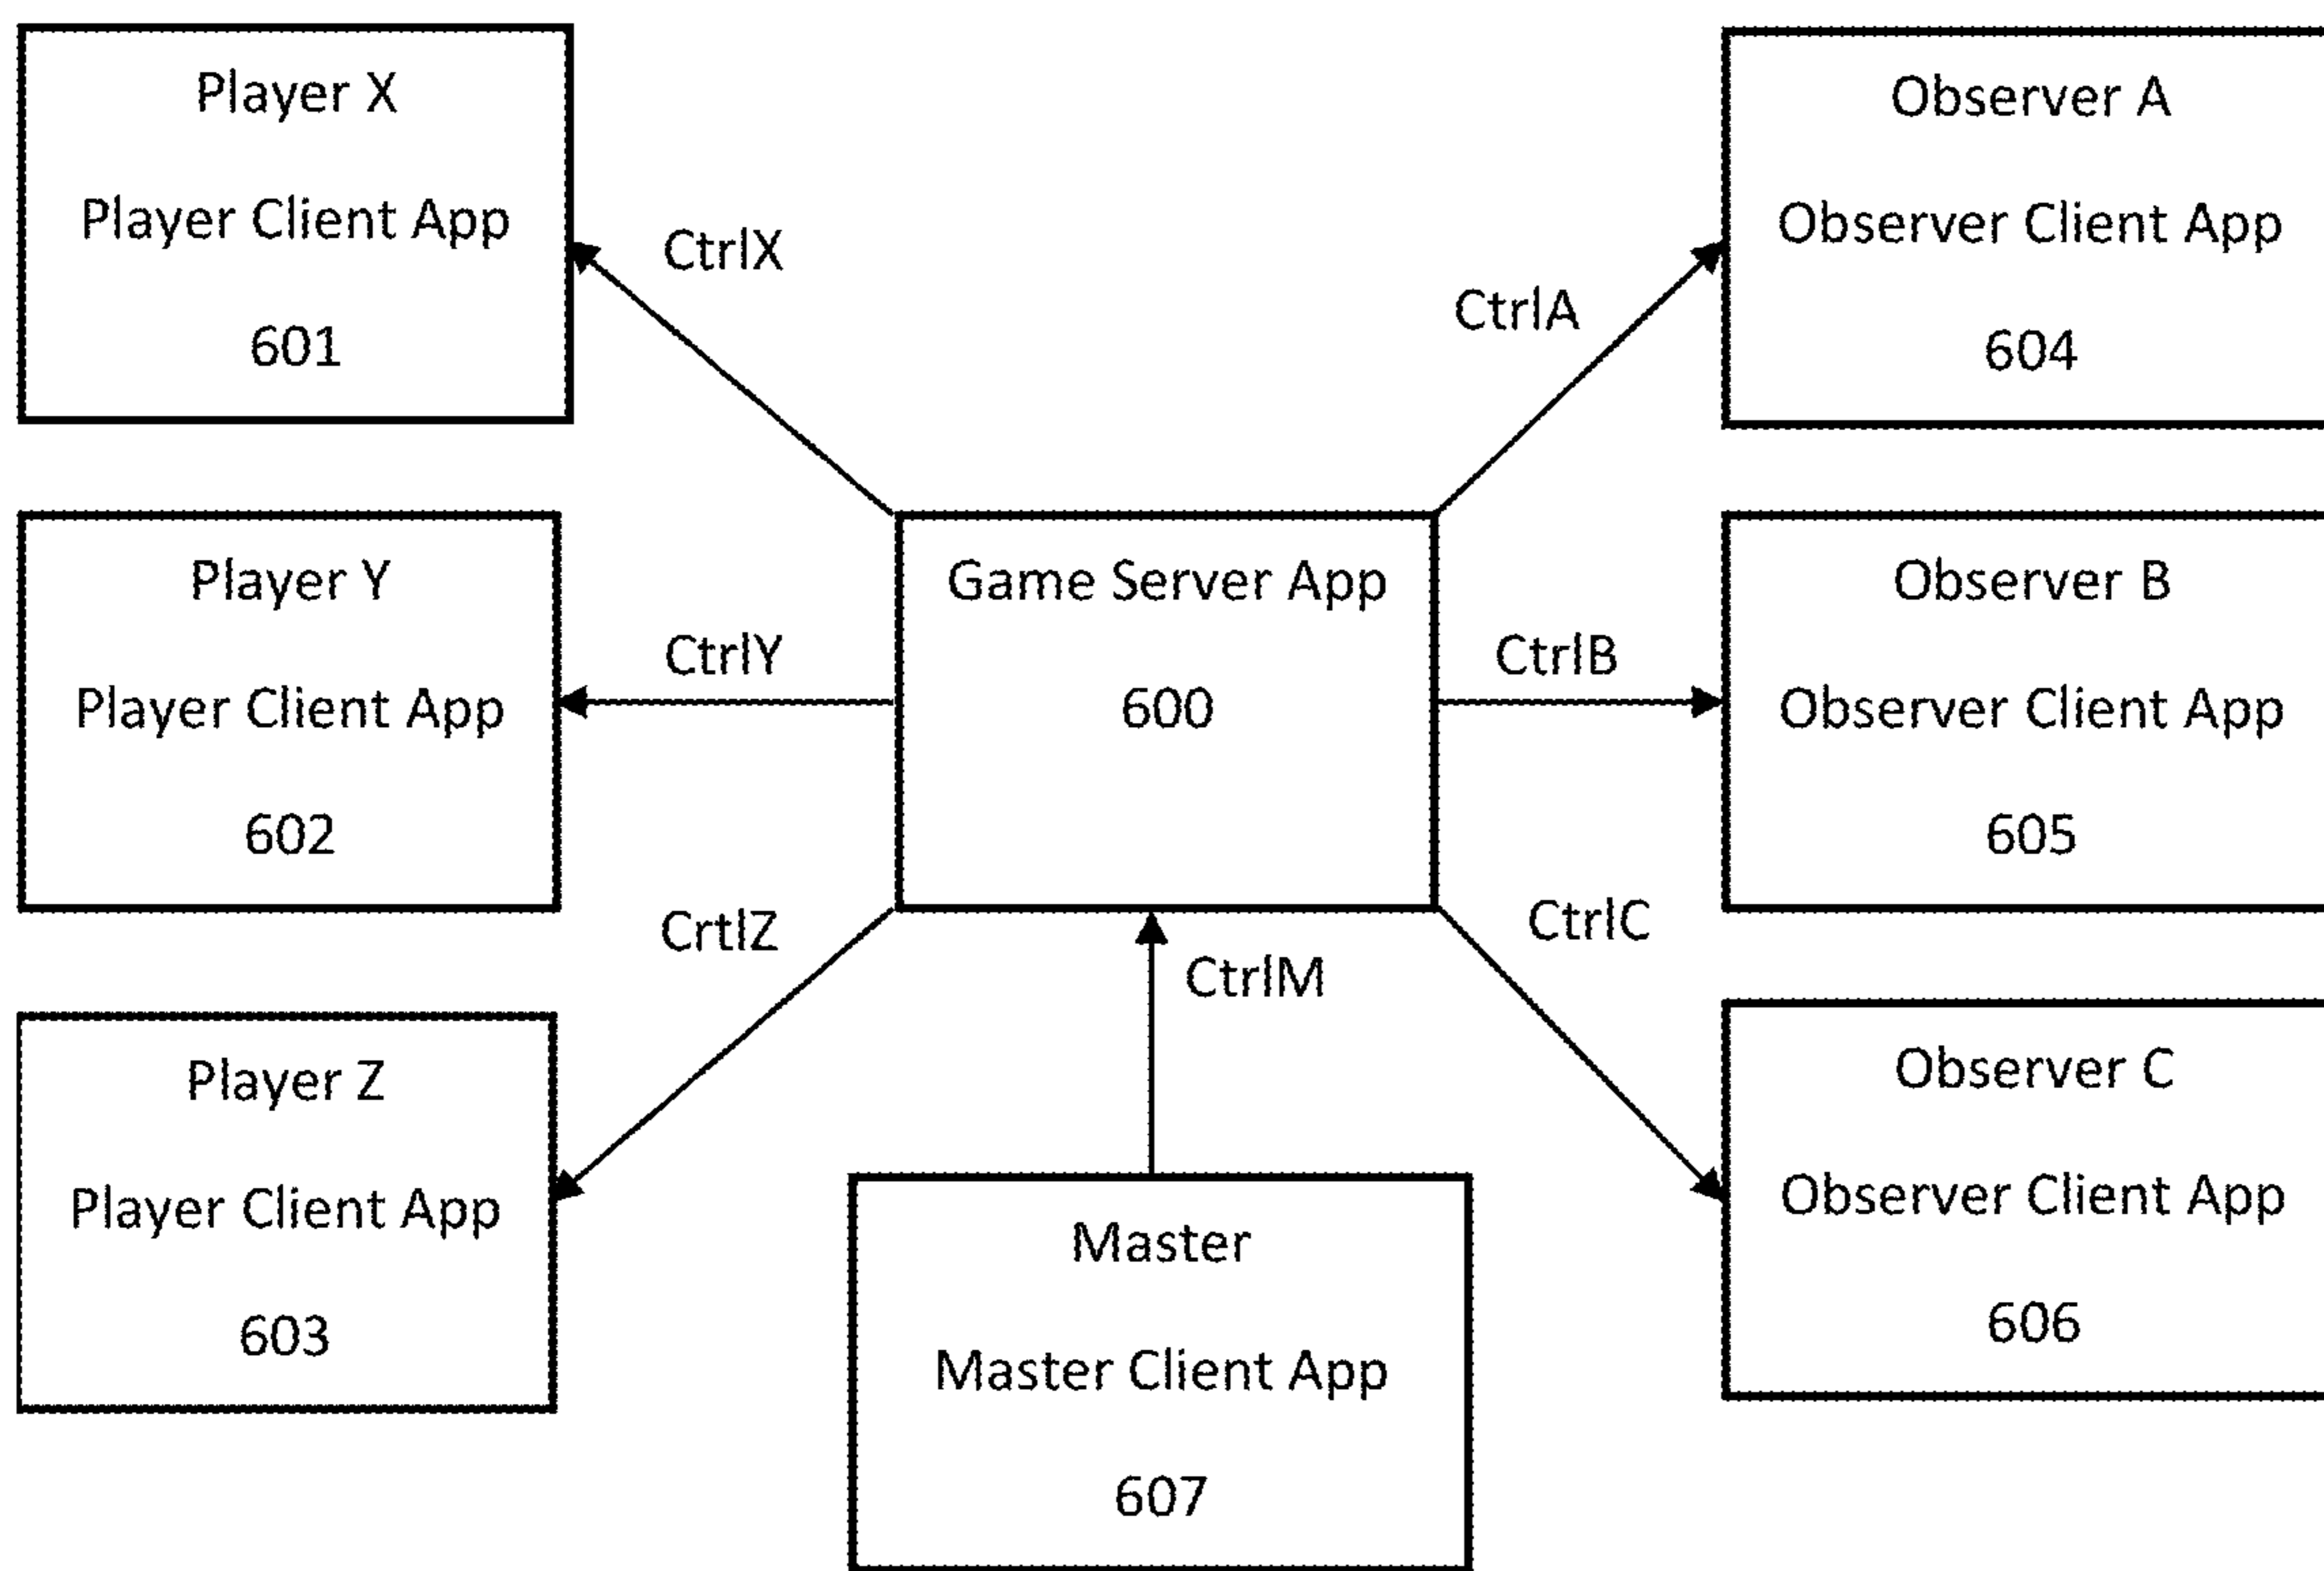 Player X
Player Client App
601
CtrlX
CtrlA
Observer A
Observer Client App
604
Player Y
Player Client App
602
CtrlY
Game Server App
600
CtrlB
Observer B
Observer Client App
605
CrtlZ
CtrlM
CtrlC
Player Z
Player Client App
603
Master
Master Client App
607
Observer C
Observer Client App
606